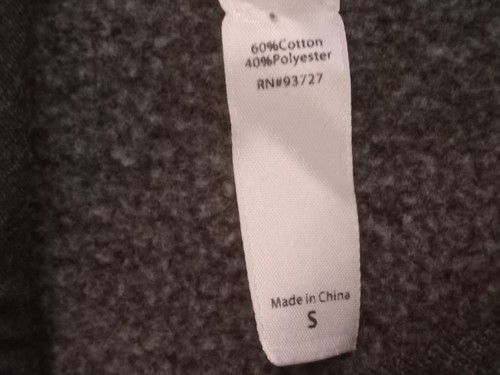 60%Cotton
40%Polyester
RN#93727
Made in China
S